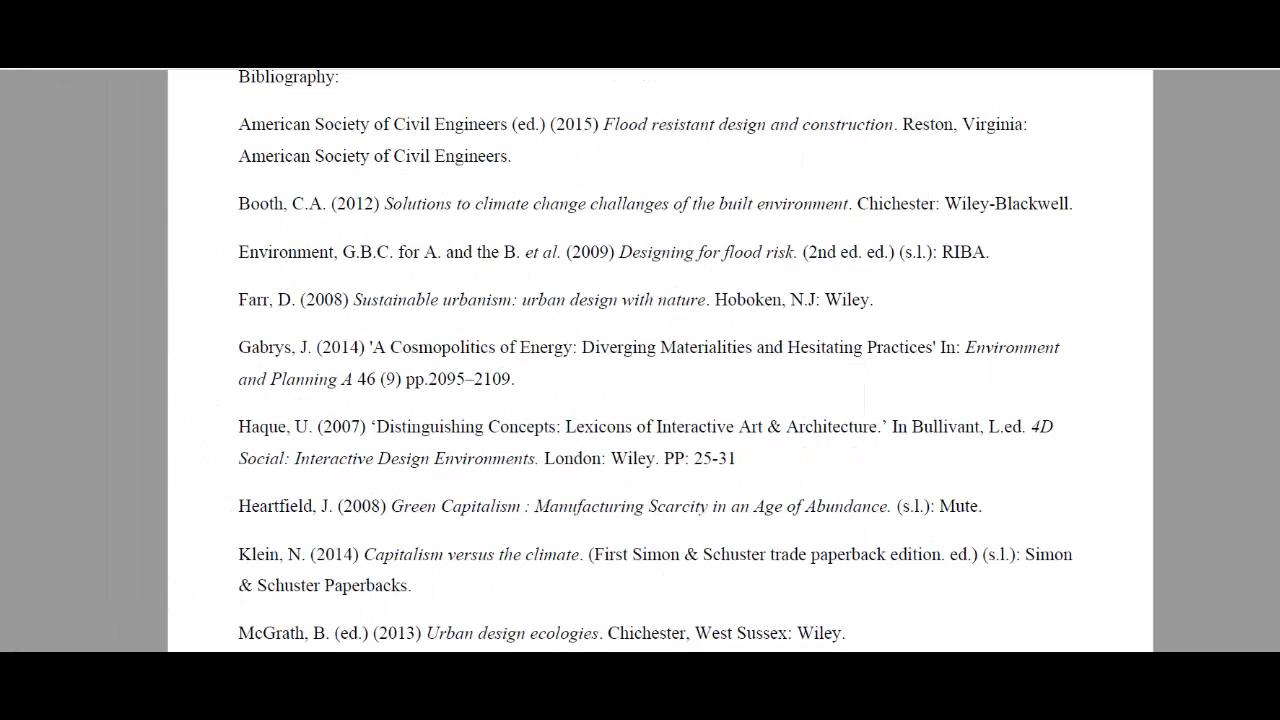 Bibliography:
American Society of Civil Engineers (ed.) (2015) Flood resistant design and construction. Reston, Virginia:
American Society of Civil Engineers.
Booth, C.A. (2012) Solutions to climate change challanges of the built environment. Chichester: Wiley-Blackwell.
Environment, G.B.C. for A. and the B. et al. (2009) Designing for flood risk. (2nd ed. ed.) (s.l.): RIBA.
Farr, D. (2008) Sustainable urbanism: urban design with nature. Hoboken, N.J: Wiley.
Gabrys, J. (2014) 'A Cosmopolitics of Energy: Diverging Materialities and Hesitating Practices' In: Environment
and Planning A 46 (9) pp.2095–2109.
Haque, U. (2007) ‘Distinguishing Concepts: Lexicons of Interactive Art & Architecture.’ In Bullivant, L.ed. 4D
Social: Interactive Design Environments. London: Wiley. PP: 25-31
Heartfield, J. (2008) Green Capitalism : Manufacturing Scarcity in an Age of Abundance. (s.l.): Mute.
Klein, N. (2014) Capitalism versus the climate. (First Simon & Schuster trade paperback edition. ed.) (s.l.): Simon
& Schuster Paperbacks.
McGrath, B. (ed.) (2013) Urban design ecologies. Chichester, West Sussex: Wiley.